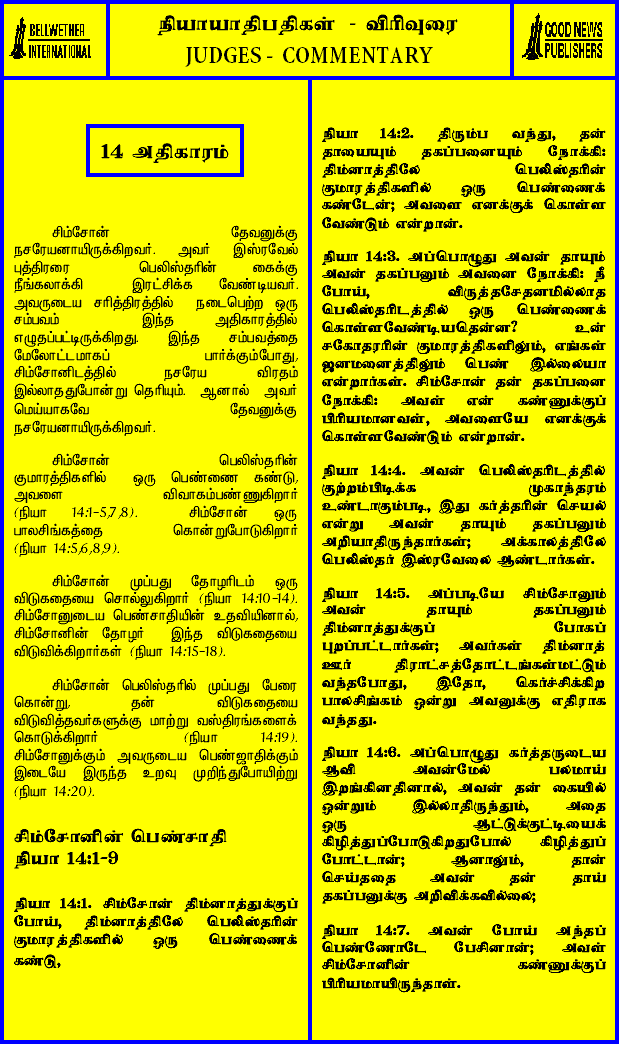 BELLWETHER
INTERNATIONAL
நியாயாதிபதிகள் - விரிவுரை
JUDGES - COMMENTARY
GOOD NEWS
PUBLISHERS
14 அதிகாரம்
சிம்சோன் தேவனுக்கு
நசரேயனாயிருக்கிறவர். அவர் இஸ்ரவேல்
புத்திரரை பெலிஸ்தரின் கைக்கு
நீங்கலாக்கி இரட்சிக்க வேண்டியவர்.
அவருடைய சரித்திரத்தில் நடைபெற்ற ஒரு
சம்பவம் இந்த அதிகாரத்தில்
எழுதப்பட்டிருக்கிறது. இந்த சம்பவத்தை
மேலோட்டமாகப் பார்க்கும்போது,
சிம்சோனிடத்தில் நசரேய விரதம்
இல்லாததுபோன்று தெரியும். ஆனால் அவர்
மெய்யாகவே தேவனுக்கு
நசரேயனாயிருக்கிறவர்.
சிம்சோன் பெலிஸ்தரின்
குமாரத்திகளில் ஒரு பெண்ணை கண்டு,
அவளை விவாகம்பண்ணுகிறார்
(நியா 14:1-5,7,8). சிம்சோன் ஒரு
பாலசிங்கத்தை கொன்றுபோடுகிறார்
(நியா 14:5,6,8,9).
சிம்சோன் முப்பது தோழரிடம் ஒரு
விடுகதையை சொல்லுகிறார் (நியா 14:10-14).
சிம்சோனுடைய பெண்சாதியின் உதவியினால்,
சிம்சோனின் தோழர் இந்த விடுகதையை
விடுவிக்கிறார்கள் (நியா 14:15-18).
சிம்சோன் பெலிஸ்தரில் முப்பது பேரை
கொன்று, தன் விடுகதையை
விடுவித்தவர்களுக்கு மாற்று வஸ்திரங்களைக்
கொடுக்கிறார் (நியா 14:19).
சிம்சோனுக்கும் அவருடைய பெண்ஜாதிக்கும்
இடையே இருந்த உறவு முறிந்துபோயிற்று
(நியா 14:20).
சிம்சோனின் பெண்சாதி
நியா 14:1-9
நியா 14:1. சிம்சோன் திம்னாத்துக்குப்
போய், திம்னாத்திலே பெலிஸ்தரின்
குமாரத்திகளில் ஒரு பெண்ணைக்
கண்டு,
நியா 14:2. திரும்ப வந்து, தன்
தாயையும் தகப்பனையும் நோக்கி:
திம்னாத்திலே பெலிஸ்தரின்
குமாரத்திகளில் ஒரு பெண்ணைக்
கண்டேன்; அவளை எனக்குக் கொள்ள
வேண்டும் என்றான்.
நியா 14:3. அப்பொழுது அவன் தாயும்
அவன் தகப்பனும் அவனை நோக்கி: நீ
போய், விருத்தசேதனமில்லாத
பெலிஸ்தரிடத்தில் ஒரு பெண்ணைக்
கொள்ளவேண்டியதென்ன? உன்
சகோதரரின் குமாரத்திகளிலும், எங்கள்
ஜனமனைத்திலும் பெண் இல்லையா
என்றார்கள். சிம்சோன் தன் தகப்பனை
நோக்கி: அவள் என் கண்ணுக்குப்
பிரியமானவள், அவளையே எனக்குக்
கொள்ளவேண்டும் என்றான்.
நியா 14:4. அவன் பெலிஸ்தரிடத்தில்
குற்றம்பிடிக்க முகாந்தரம்
உண்டாகும்படி, இது கர்த்தரின் செயல்
என்று அவன் தாயும் தகப்பனும்
அறியாதிருந்தார்கள்; அக்காலத்திலே
பெலிஸ்தர் இஸ்ரவேலை ஆண்டார்கள்.
நியா 14:5. அப்படியே சிம்சோனும்
அவன் தாயும் தகப்பனும்
திம்னாத்துக்குப் போகப்
புறப்பட்டார்கள்; அவர்கள் திம்னாத்
ஊர் திராட்சத்தோட்டங்கள்மட்டும்
வந்தபோது, இதோ, கெர்ச்சிக்கிற
பாலசிங்கம் ஒன்று அவனுக்கு எதிராக
வந்தது.
நியா 14:6. அப்பொழுது கர்த்தருடைய
ஆவி அவன்மேல் பலமாய்
இறங்கினதினால், அவன் தன் கையில்
ஒன்றும் இல்லாதிருந்தும், அதை
ஒரு ஆட்டுக்குட்டியைக்
கிழித்துப்போடுகிறதுபோல் கிழித்துப்
போட்டான்; ஆனாலும், தான்
செய்ததை அவன் தன் தாய்
தகப்பனுக்கு அறிவிக்கவில்லை;
நியா 14:7. அவன் போய் அந்தப்
பெண்ணோடே பேசினான்; அவள்
சிம்சோனின் கண்ணுக்குப்
பிரியமாயிருந்தாள்.